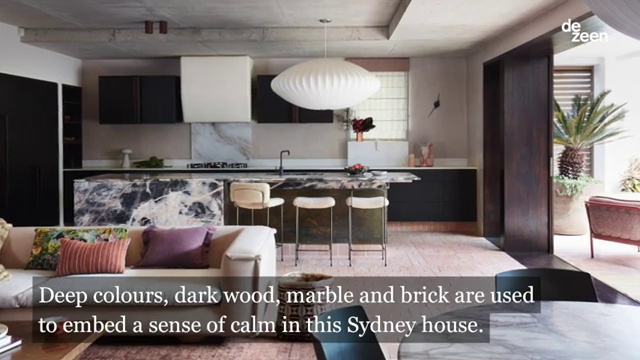 de
zeen
Deep colours, dark wood, marble and brick are used
to embed a sense of calm in this Sydney house.